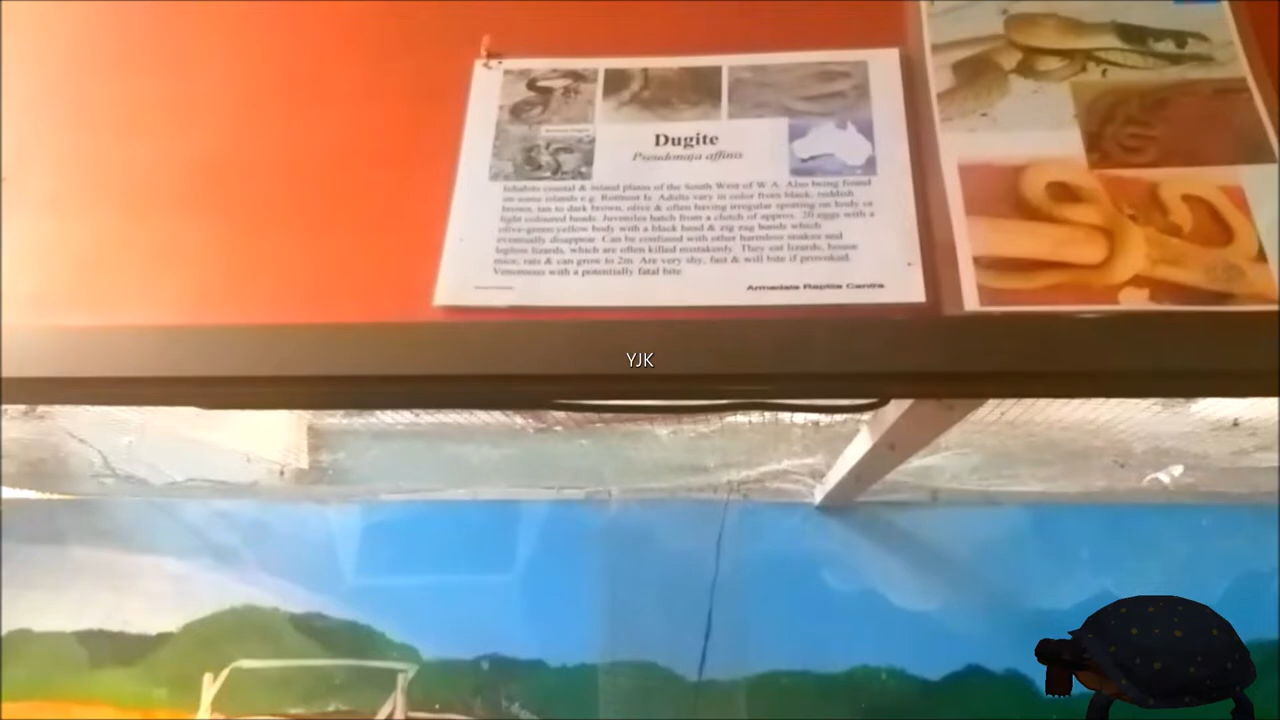 Dugite
Pseudonaja affinis
Inhabits coastal & inland plains of the South West of W.A. Also being found
on some islands e.g. Rottnest Is. Adults vary in color from black, reddish
brown, tan to dark brown, olive & often having irregular spotting on body or
light coloured heads. Juveniles hatch from a clutch of approx. 20 eggs with a
olive-green/yellow body with a black head & zig zag bands which
eventually disappear. Can be confused with other harmless snakes and
legless lizards, which are often killed mistakenly. They eat lizards, house
mice, rats & can grow to 2m. Are very shy, fast & will bite if provoked.
Venomous with a potentially fatal bite
Armadale Reptile Centre
YJK